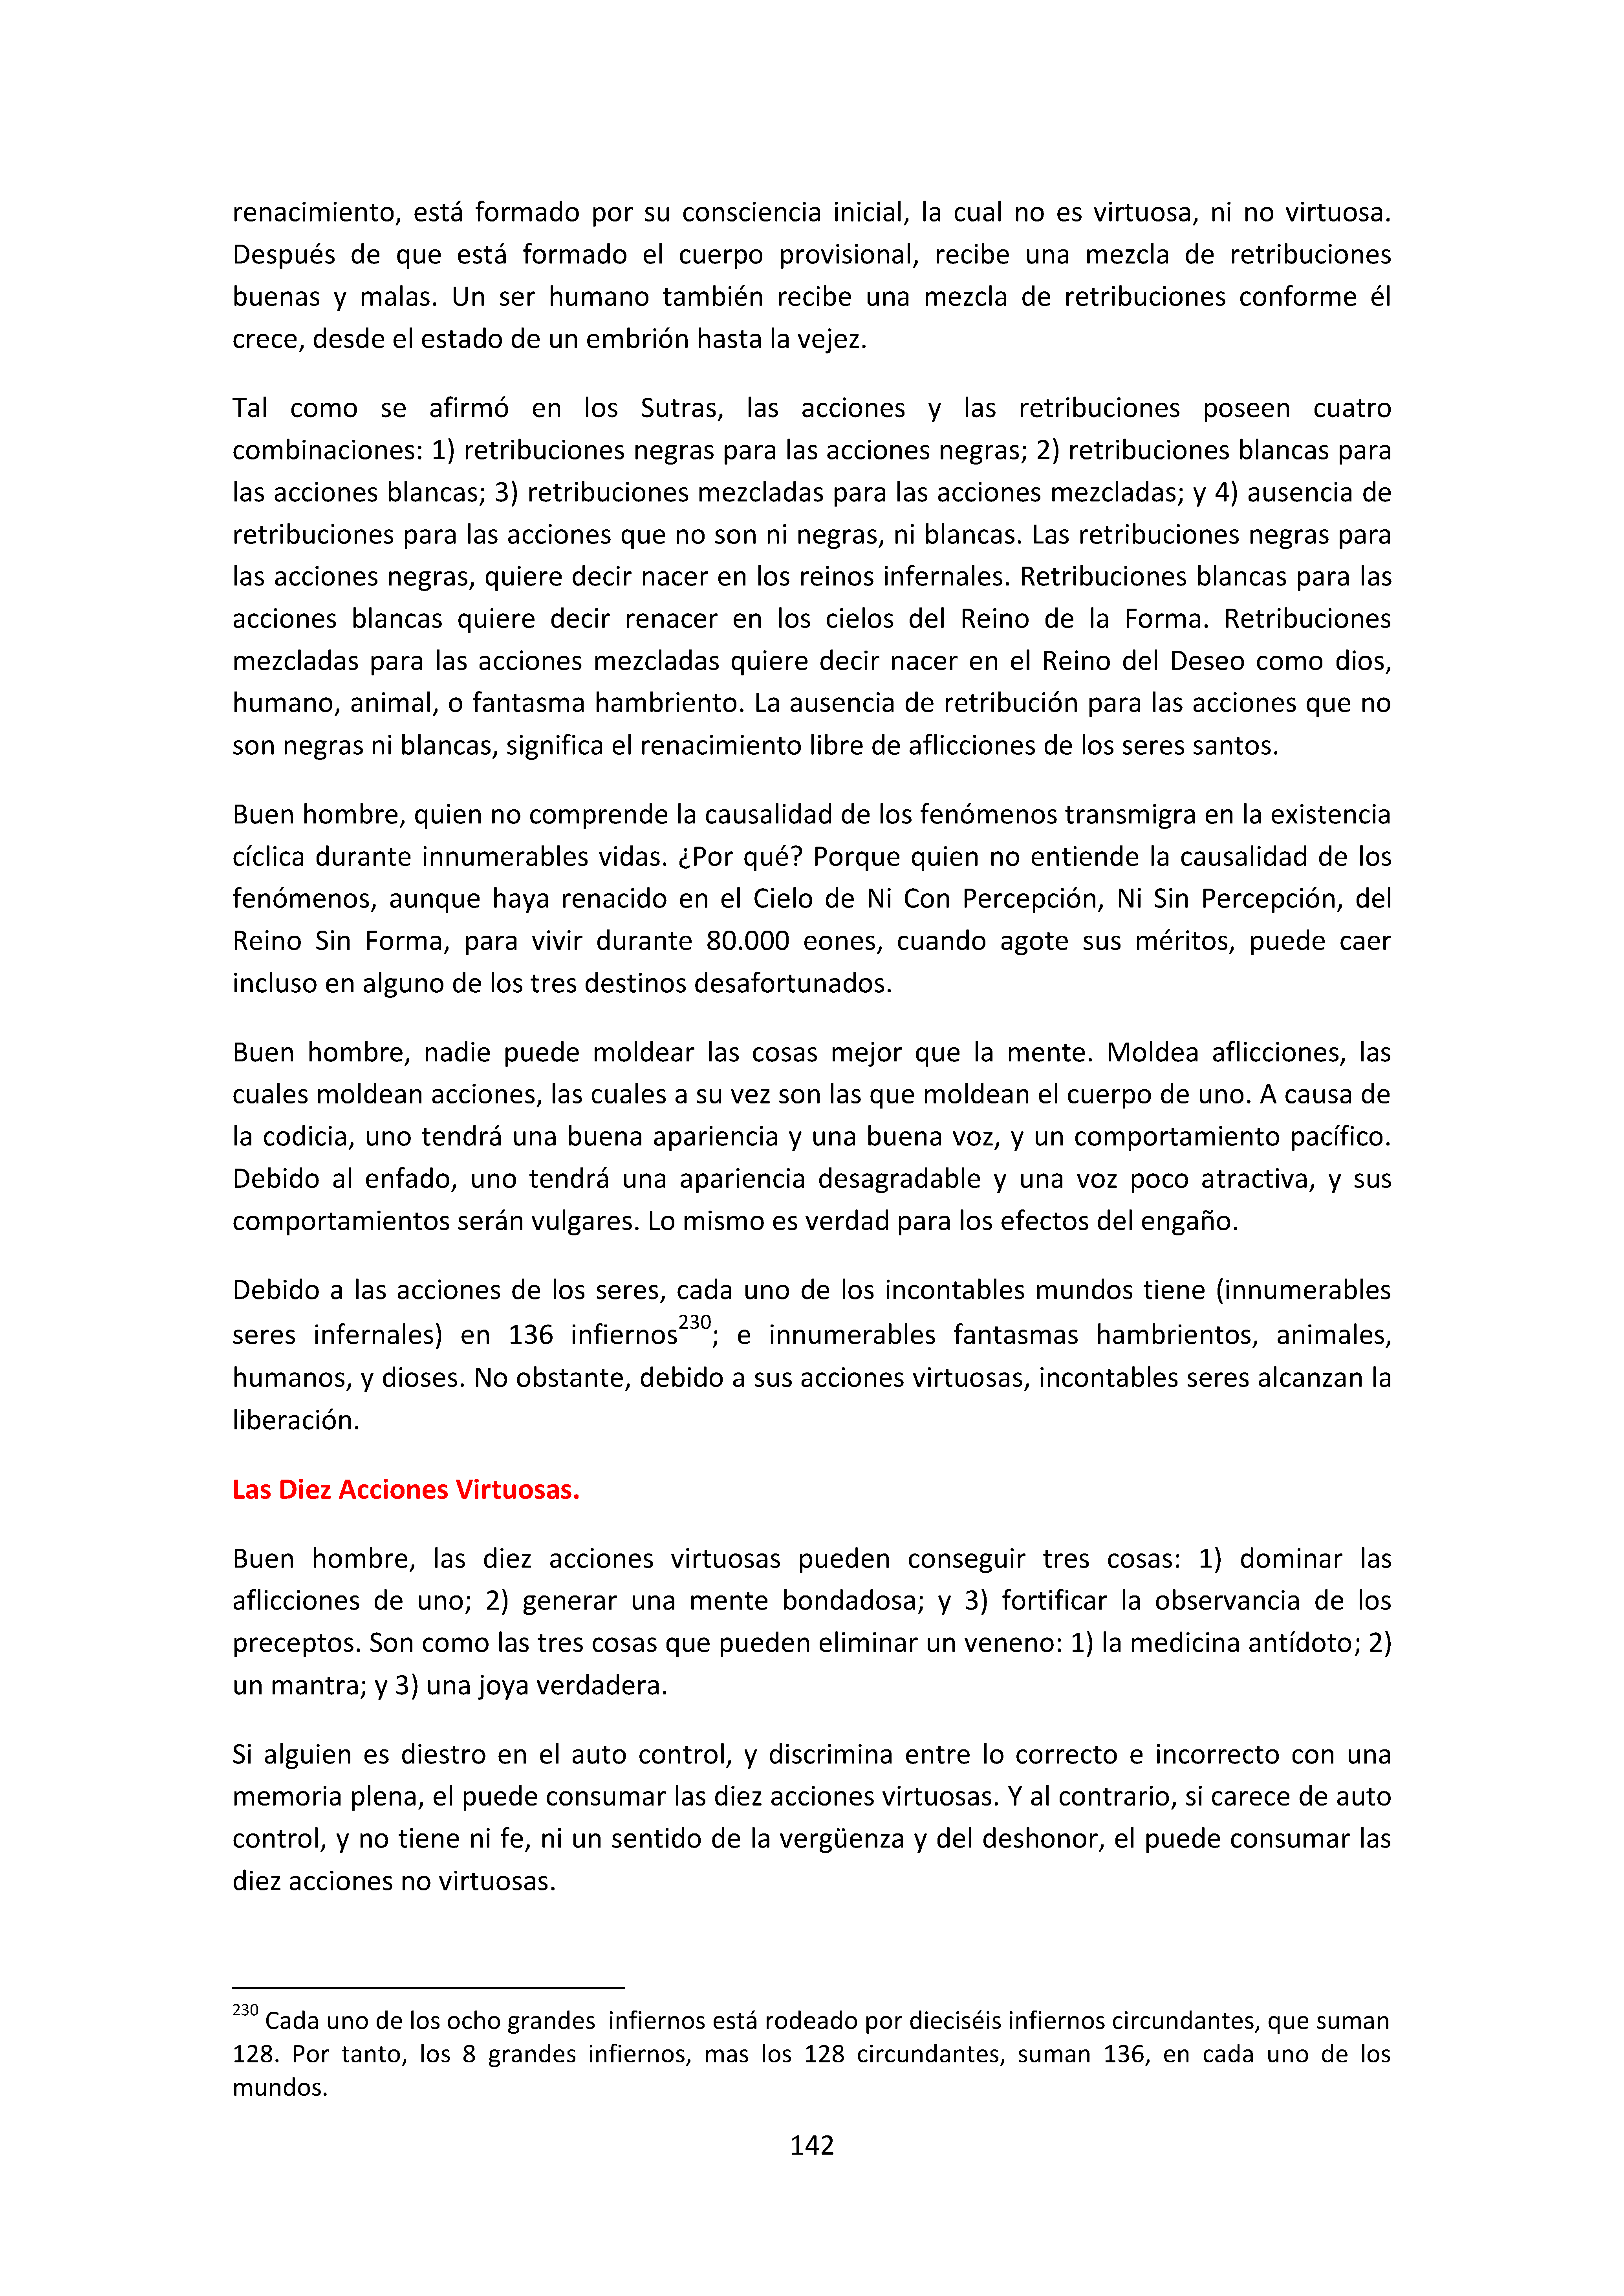 renacimiento, está formado por su consciencia inicial, la cual no es virtuosa, ni no virtuosa.
Después de que está formado el cuerpo provisional, recibe una mezcla de retribuciones
buenas y malas. Un ser humano también recibe una mezcla de retribuciones conforme él
crece, desde el estado de un embrión hasta la vejez.
Tal como se afirmó en los Sutras, las acciones y las retribuciones poseen cuatro
combinaciones: 1) retribuciones negras para las acciones negras; 2) retribuciones blancas para
las acciones blancas; 3) retribuciones mezcladas para las acciones mezcladas; y 4) ausencia de
retribuciones para las acciones que no son ni negras, ni blancas. Las retribuciones negras para
las acciones negras, quiere decir nacer en los reinos infernales. Retribuciones blancas para las
acciones blancas quiere decir renacer en los cielos del Reino de la Forma. Retribuciones
mezcladas para las acciones mezcladas quiere decir nacer en el Reino del Deseo como dios,
humano, animal, o fantasma hambriento. La ausencia de retribución para las acciones que no
son negras ni blancas, significa el renacimiento libre de aflicciones de los seres santos.
Buen hombre, quien no comprende la causalidad de los fenómenos transmigra en la existencia
cíclica durante innumerables vidas. ¿Por qué? Porque quien no entiende la causalidad de los
fenómenos, aunque haya renacido en el Cielo de Ni Con Percepción, Ni Sin Percepción, del
Reino Sin Forma, para vivir durante 80.000 eones, cuando agote sus méritos, puede caer
incluso en alguno de los tres destinos desafortunados.
Buen hombre, nadie puede moldear las cosas mejor que la mente. Moldea aflicciones, las
cuales moldean acciones, las cuales a su vez son las que moldean el cuerpo de uno. A causa de
la codicia, uno tendrá una buena apariencia y una buena voz, y un comportamiento pacífico.
Debido al enfado, uno tendrá una apariencia desagradable y una voz poco atractiva, y sus
comportamientos serán vulgares. Lo mismo es verdad para los efectos del engaño.
Debido a las acciones de los seres, cada uno de los incontables mundos tiene (innumerables
seres infernales) en 136 infiernos230; e innumerables fantasmas hambrientos, animales,
humanos, y dioses. No obstante, debido a sus acciones virtuosas, incontables seres alcanzan la
liberación.
Las Diez Acciones Virtuosas.
Buen hombre, las diez acciones virtuosas pueden conseguir tres cosas: 1) dominar las
aflicciones de uno; 2) generar una mente bondadosa; y 3) fortificar la observancia de los
preceptos. Son como las tres cosas que pueden eliminar un veneno: 1) la medicina antídoto; 2)
un mantra; y 3) una joya verdadera.
Si alguien es diestro en el auto control, y discrimina entre lo correcto e incorrecto con una
memoria plena, el puede consumar las diez acciones virtuosas. Y al contrario, si carece de auto
control, y no tiene ni fe, ni un sentido de la vergüenza y del deshonor, el puede consumar las
diez acciones no virtuosas.
230 Cada uno de los ocho grandes infiernos está rodeado por dieciséis infiernos circundantes, que suman
128. Por tanto, los 8 grandes infiernos, mas los 128 circundantes, suman 136, en cada uno de los
mundos.
142